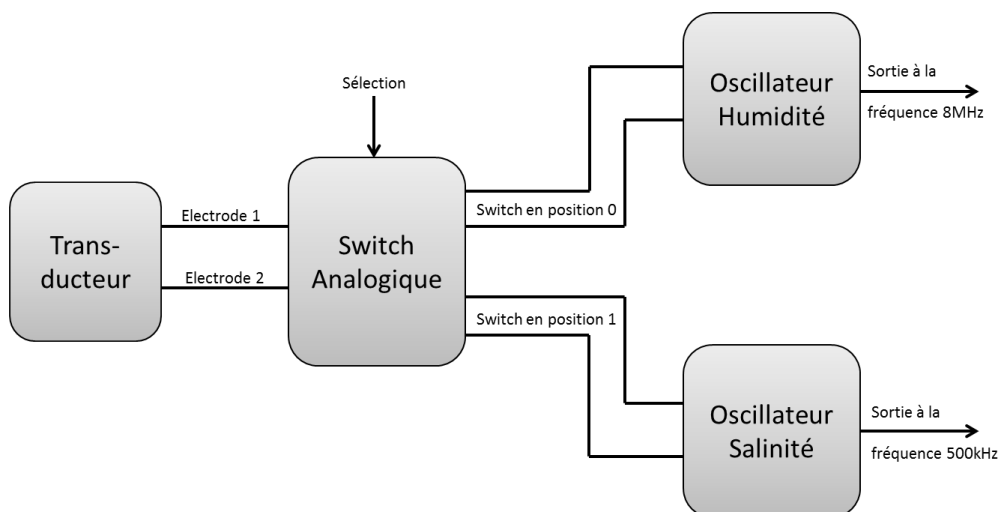 Trans-
ducteur
Electrode 1
Electrode 2
Sélection
Switch
Analogique
Switch en position 0
Switch en position 1
Oscillateur
Humidité
Sortie à la
fréquence 8MHz
Oscillateur
Salinité
Sortie à la
fréquence 500kHz